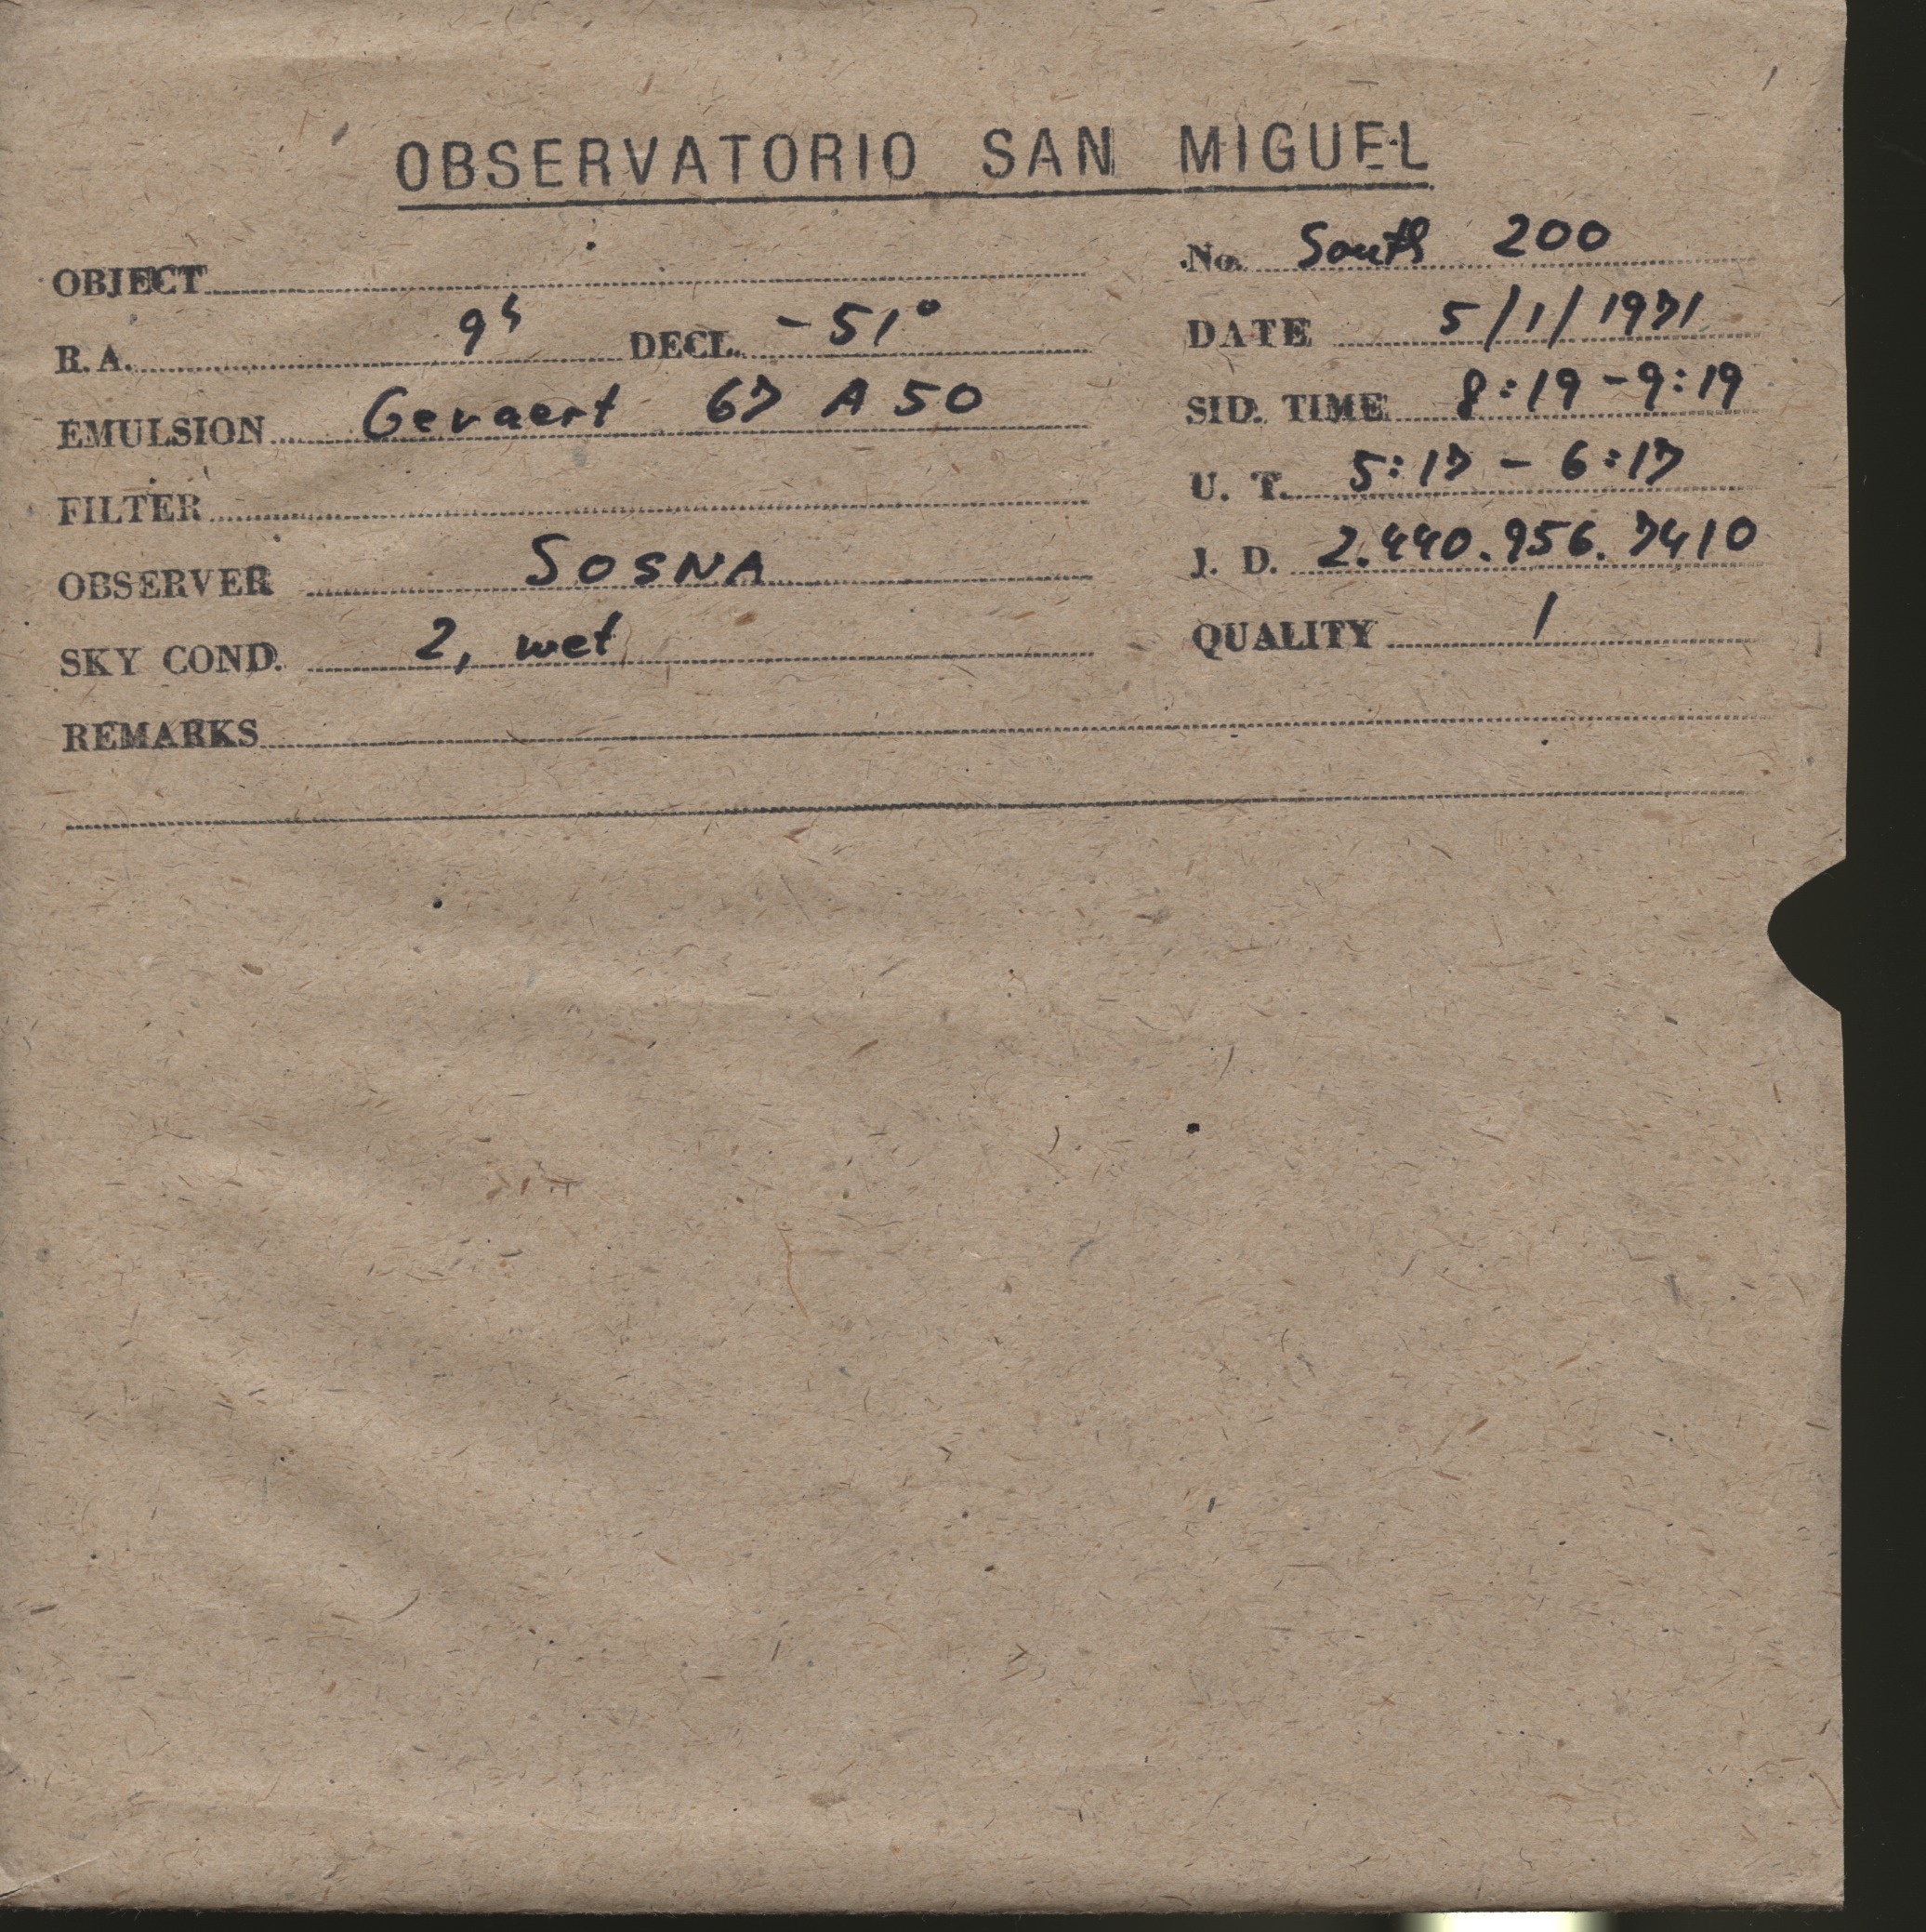 OBSERVATORIO SAN MIGUEL
OBJECT
No. South 200
R.A. 9h DECL. -51°
DATE 5/1/1971
EMULSION Gevaert 67 A 50
SID. TIME 8:19-9:19
FILTER
U. T. 5:17 - 6:17
OBSERVER SOSNA
J. D. 2.440.956.7410
SKY COND. 2, wet
QUALITY 1
REMARKS